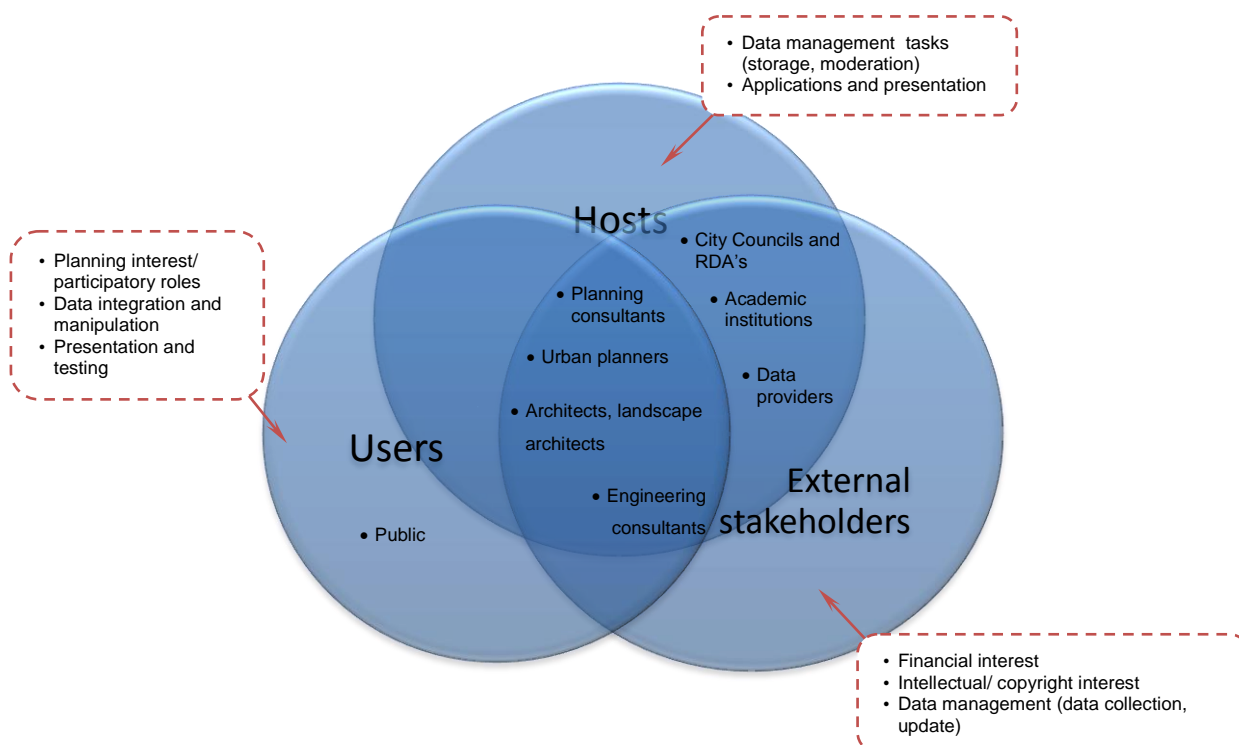 • Data management tasks
(storage, moderation)
• Applications and presentation
Hosts
• City Councils and
RDA's
• Planning interest/
participatory roles
• Data integration and
manipulation
• Presentation and
testing
• Planning
consultants
• Academic
institutions
• Urban planners
• Data
providers
• Architects, landscape
architects
Users
External
stakeholders
• Engineering
consultants
• Public
• Financial interest
• Intellectual/ copyright interest
• Data management (data collection,
update)